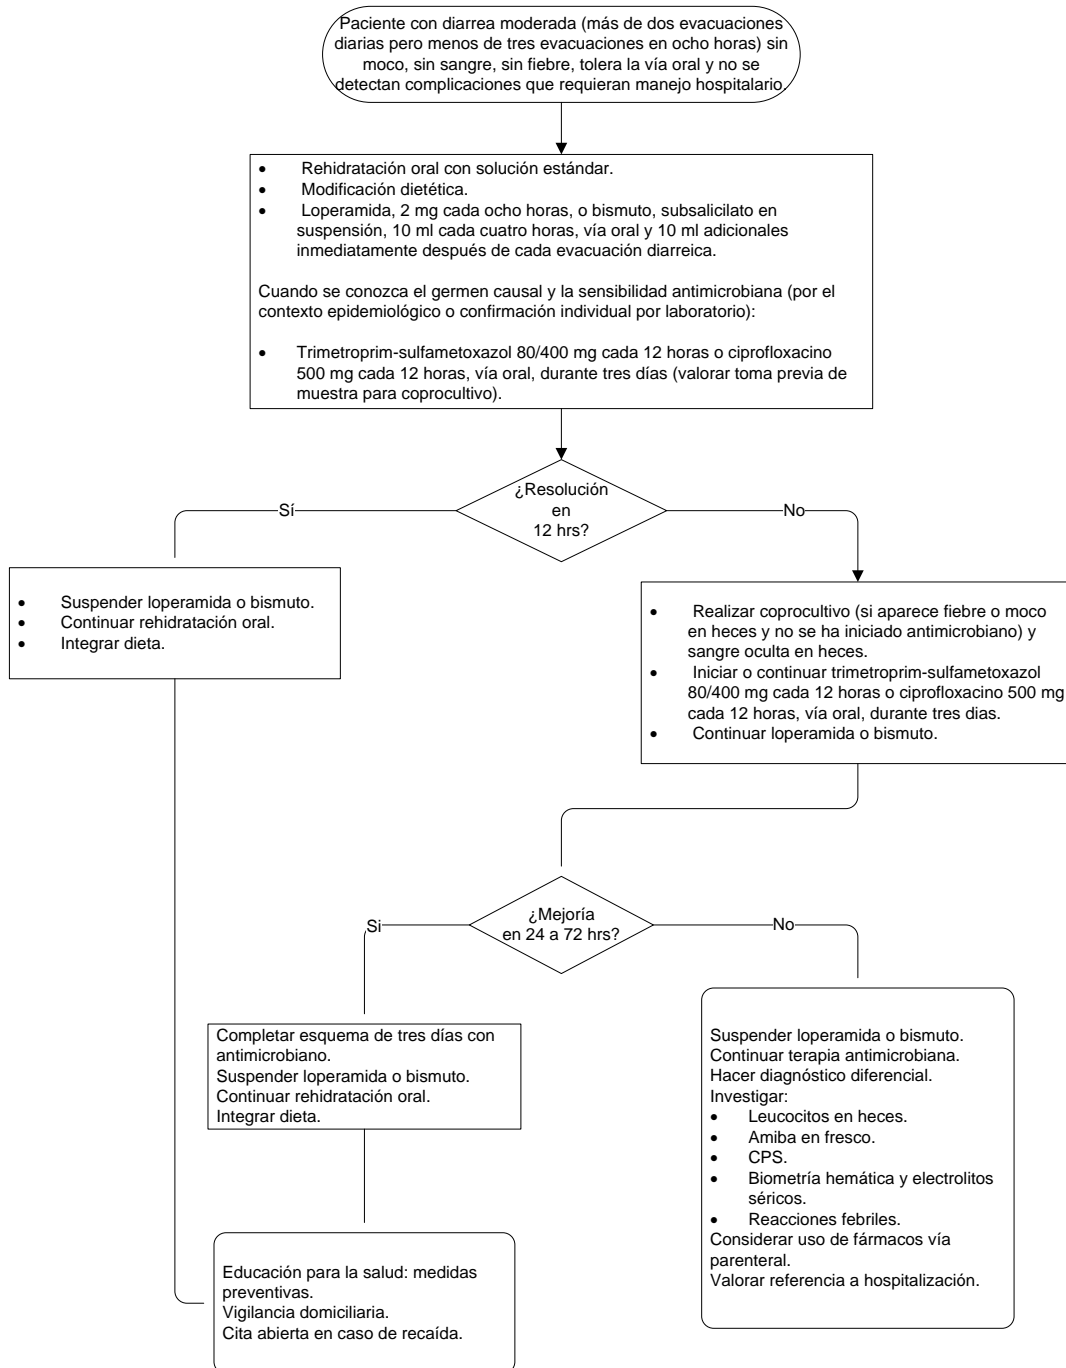 Paciente con diarrea moderada (más de dos evacuaciones
diarias pero menos de tres evacuaciones en ocho horas) sin
moco, sin sangre, sin fiebre, tolera la vía oral y no se
detectan complicaciones que requieran manejo hospitalario.
• Rehidratación oral con solución estándar.
• Modificación dietética.
• Loperamida, 2 mg cada ocho horas, o bismuto, subsalicilato en
suspensión, 10 ml cada cuatro horas, vía oral y 10 ml adicionales
inmediatamente después de cada evacuación diarreica.
Cuando se conozca el germen causal y la sensibilidad antimicrobiana (por el
contexto epidemiológico o confirmación individual por laboratorio):
• Trimetroprim-sulfametoxazol 80/400 mg cada 12 horas o ciprofloxacino
500 mg cada 12 horas, vía oral, durante tres días (valorar toma previa de
muestra para coprocultivo).
¿Resolución
en
12 hrs?
Sí
No
• Suspender loperamida o bismuto.
• Continuar rehidratación oral.
• Integrar dieta.
• Realizar coprocultivo (si aparece fiebre o moco
en heces y no se ha iniciado antimicrobiano) y
sangre oculta en heces.
• Iniciar o continuar trimetroprim-sulfametoxazol
80/400 mg cada 12 horas o ciprofloxacino 500 mg
cada 12 horas, vía oral, durante tres dias.
• Continuar loperamida o bismuto.
¿Mejoría
en 24 a 72 hrs?
Si
No
Completar esquema de tres días con
antimicrobiano.
Suspender loperamida o bismuto.
Continuar rehidratación oral.
Integrar dieta.
Suspender loperamida o bismuto.
Continuar terapia antimicrobiana.
Hacer diagnóstico diferencial.
Investigar:
• Leucocitos en heces.
• Amiba en fresco.
• CPS.
• Biometría hemática y electrolitos
séricos.
• Reacciones febriles.
Considerar uso de fármacos vía
parenteral.
Valorar referencia a hospitalización.
Educación para la salud: medidas
preventivas.
Vigilancia domiciliaria.
Cita abierta en caso de recaída.